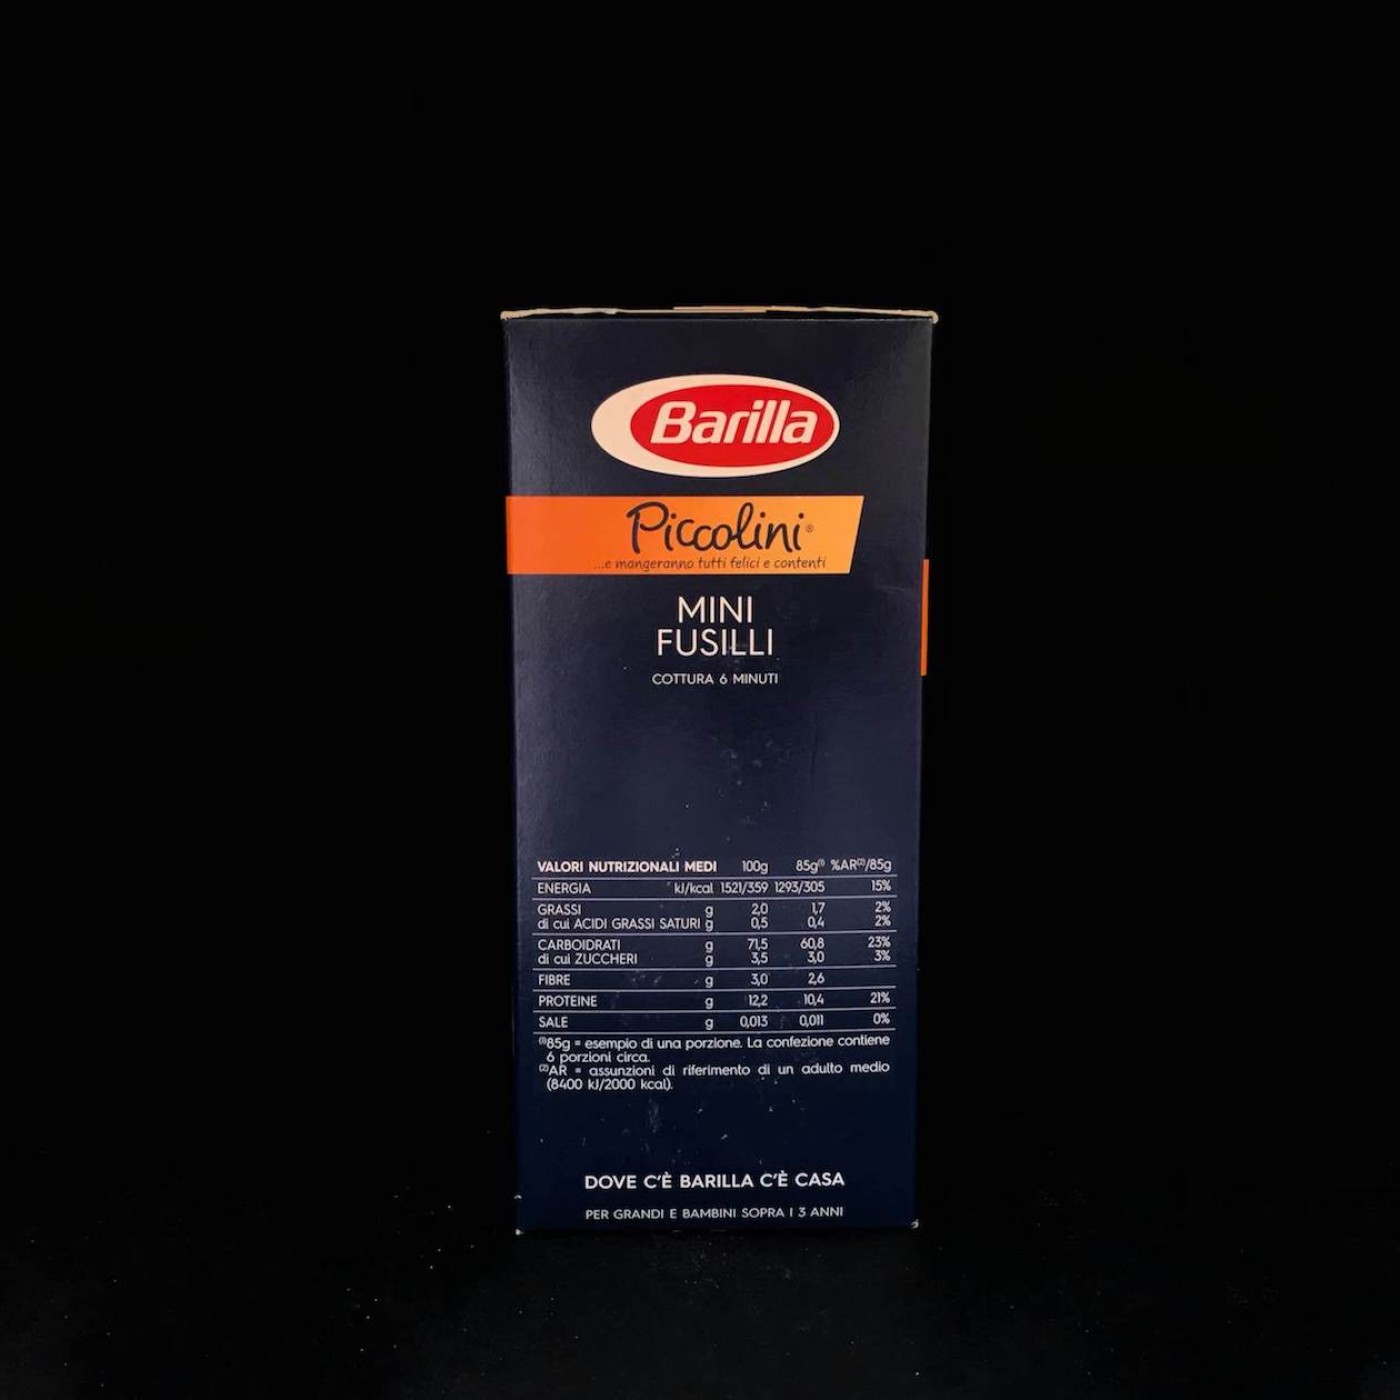 Barilla
Piccolini®
...e mangeranno tutti felici e contenti
MINI
FUSILLI
COTTURA 6 MINUTI
VALORI NUTRIZIONALI MEDI 100g 85g⁽¹⁾ %AR⁽²⁾/85g
ENERGIA kJ/kcal 1521/359 1293/305 15%
GRASSI g 2,0 1,7 2%
di cui ACIDI GRASSI SATURI g 0,5 0,4 2%
CARBOIDRATI g 71,5 60,8 23%
di cui ZUCCHERI g 3,5 3,0 3%
FIBRE g 3,0 2,6
PROTEINE g 12,2 10,4 21%
SALE g 0,013 0,011 0%
⁽¹⁾85g = esempio di una porzione. La confezione contiene
6 porzioni circa.
⁽²⁾AR = assunzioni di riferimento di un adulto medio
(8400 kJ/2000 kcal).
DOVE C'È BARILLA C'È CASA
PER GRANDI E BAMBINI SOPRA I 3 ANNI